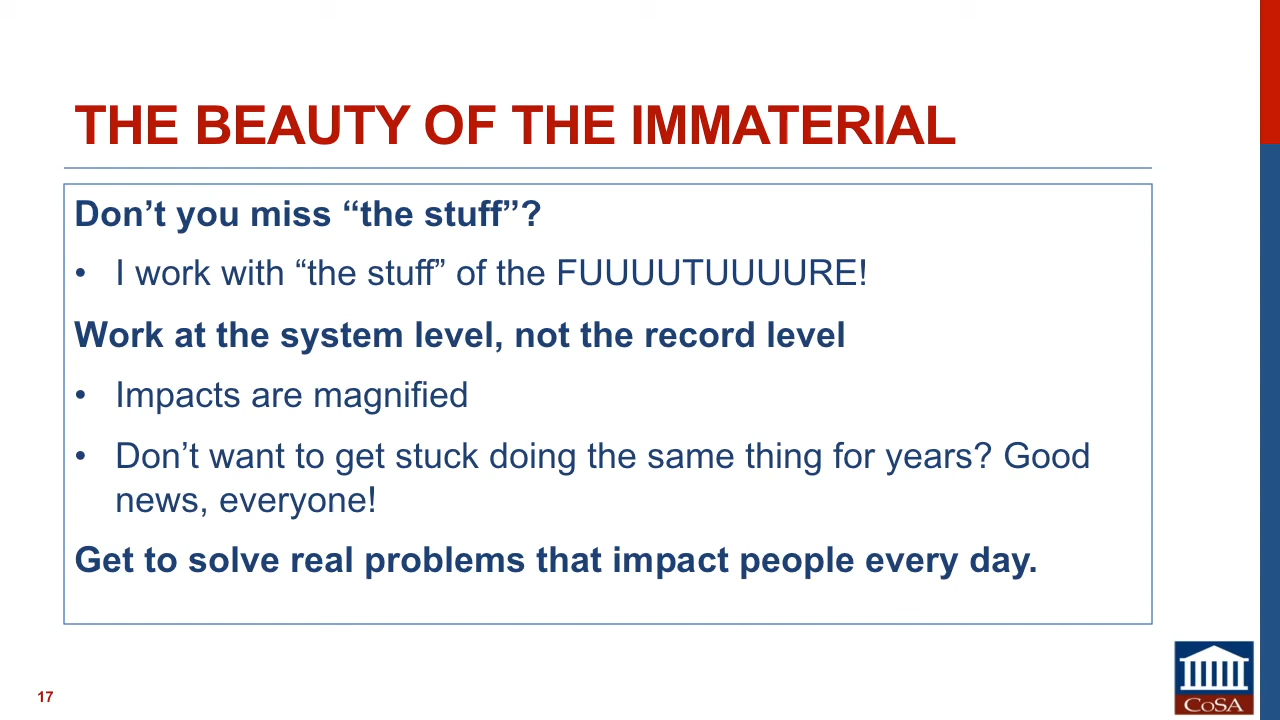 THE BEAUTY OF THE IMMATERIAL
Don’t you miss “the stuff”?
• I work with “the stuff” of the FUUUUTUUUURE!
Work at the system level, not the record level
• Impacts are magnified
• Don’t want to get stuck doing the same thing for years? Good
news, everyone!
Get to solve real problems that impact people every day.
17
CoSA